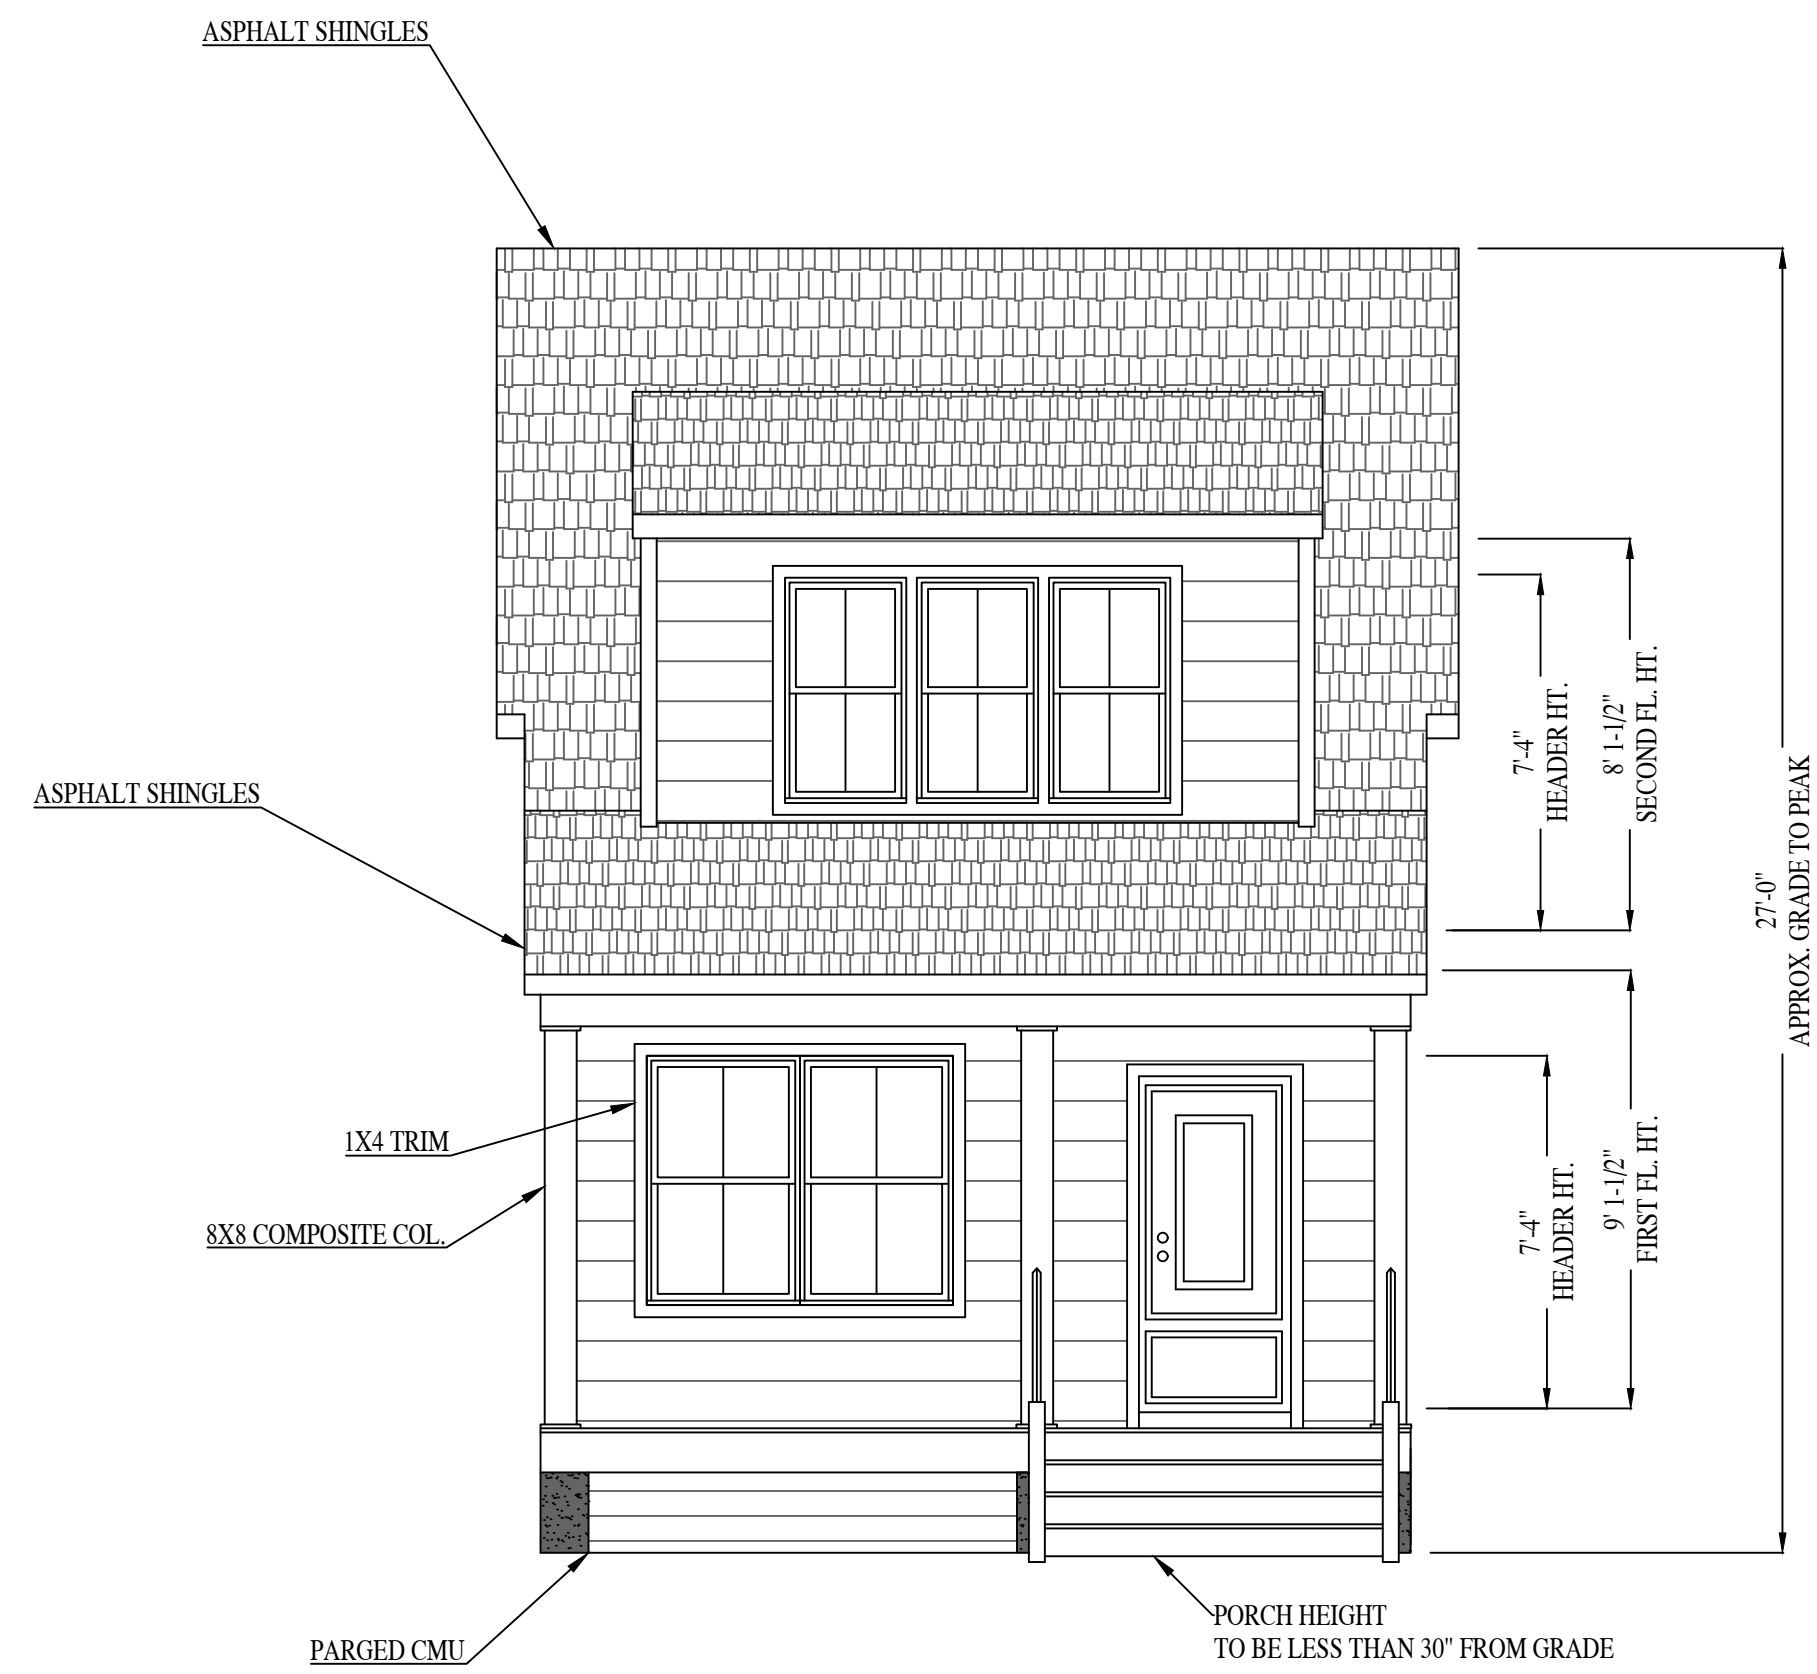 ASPHALT SHINGLES
ASPHALT SHINGLES
7'-4"
HEADER HT.
8' 1-1/2"
SECOND FL. HT.
27'-0"
APPROX. GRADE TO PEAK
1X4 TRIM
8X8 COMPOSITE COL.
7'-4"
HEADER HT.
9' 1-1/2"
FIRST FL. HT.
PORCH HEIGHT
TO BE LESS THAN 30" FROM GRADE
PARGED CMU